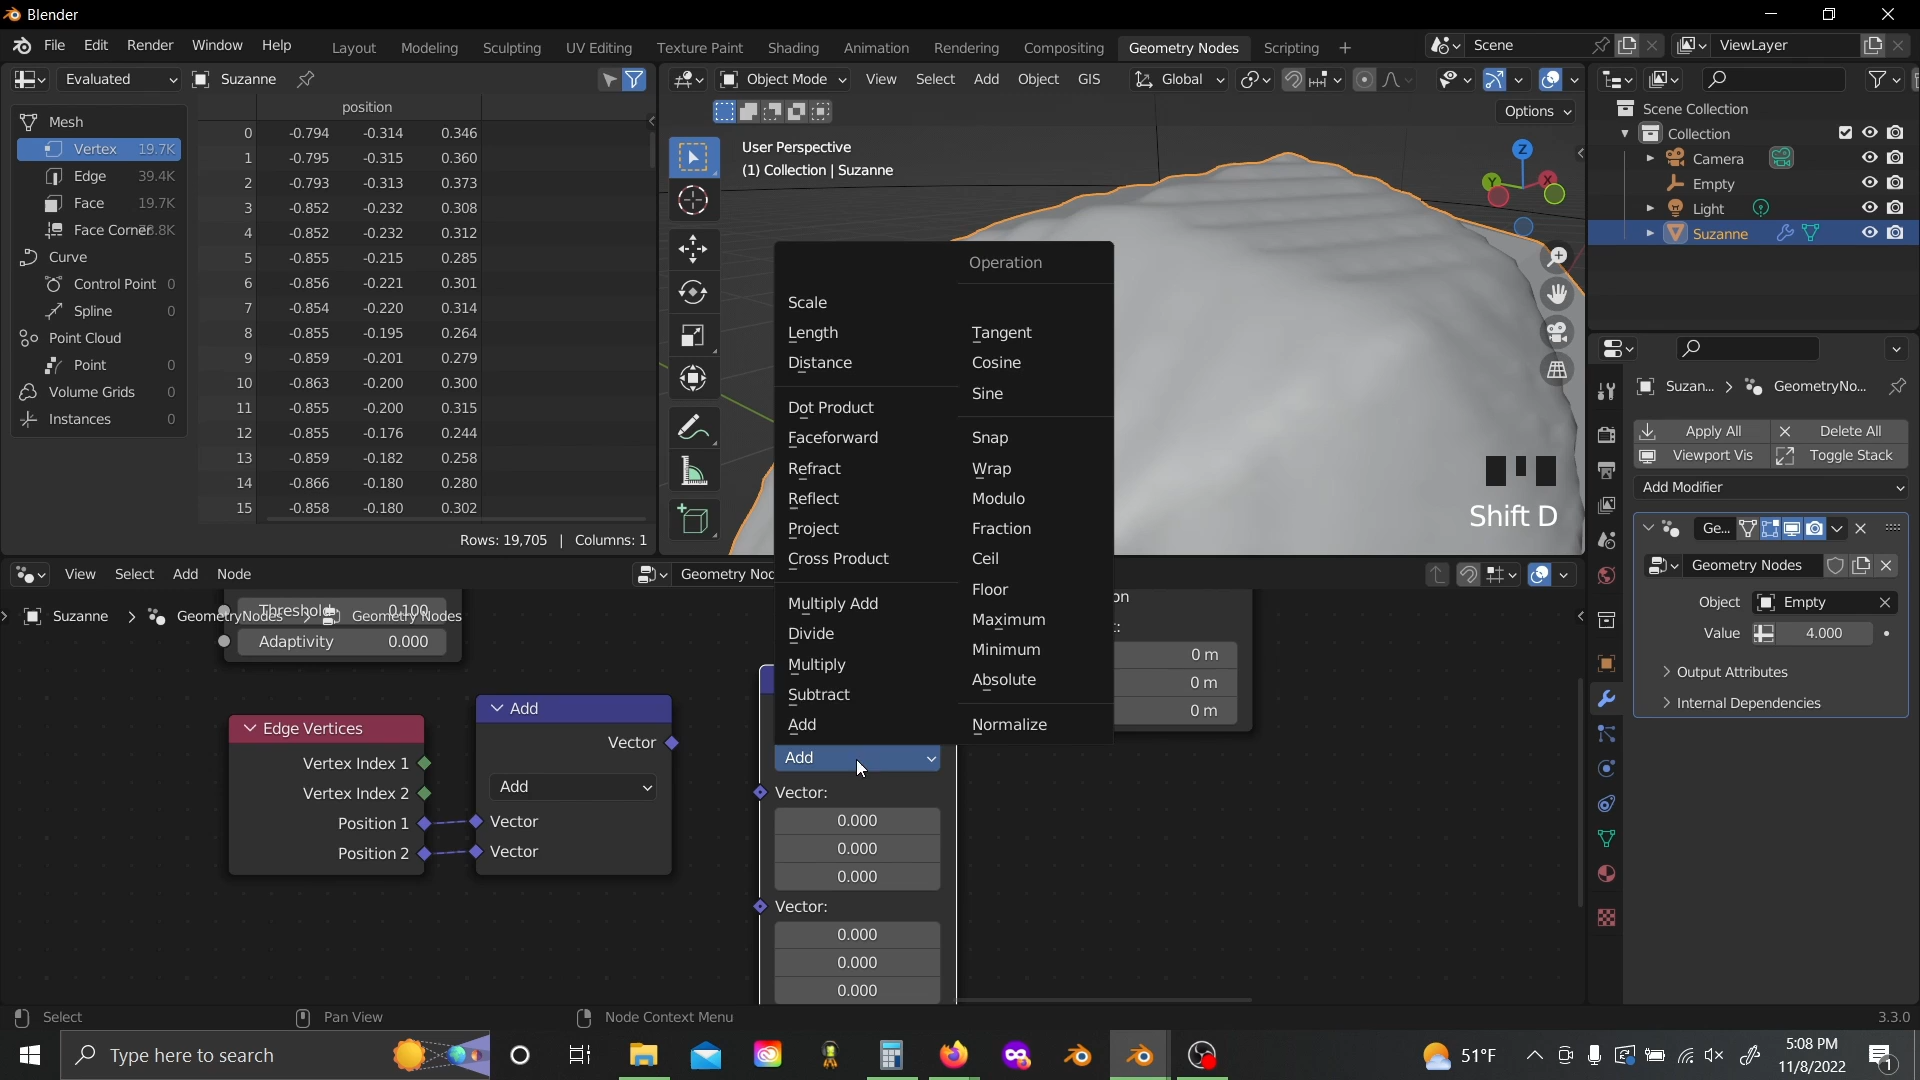 Blender
File Edit Render Window Help
Layout Modeling Sculpting UV Editing Texture Paint Shading Animation Rendering Compositing Geometry Nodes Scripting +
Scene
ViewLayer
Evaluated Suzanne
Object Mode View Select Add Object GIS Global
Options
position
Mesh
Vertex 19.7K
Edge 39.4K
Face 19.7K
Face Corner 78.8K
Curve
Control Point 0
Spline 0
Point Cloud
Point 0
Volume Grids 0
Instances 0
0 -0.794 -0.314 0.346
1 -0.795 -0.315 0.360
2 -0.793 -0.313 0.373
3 -0.852 -0.232 0.308
4 -0.852 -0.232 0.312
5 -0.855 -0.215 0.285
6 -0.856 -0.221 0.301
7 -0.854 -0.220 0.314
8 -0.855 -0.195 0.264
9 -0.859 -0.201 0.279
10 -0.863 -0.200 0.300
11 -0.855 -0.200 0.315
12 -0.855 -0.176 0.244
13 -0.859 -0.182 0.258
14 -0.866 -0.180 0.280
15 -0.858 -0.180 0.302
Rows: 19,705 | Columns: 1
User Perspective
(1) Collection | Suzanne
Z
Y
X
Shift D
Operation
Scale
Length
Distance
Dot Product
Faceforward
Refract
Reflect
Project
Cross Product
Multiply Add
Divide
Multiply
Subtract
Add
Tangent
Cosine
Sine
Snap
Wrap
Modulo
Fraction
Ceil
Floor
Maximum
Minimum
Absolute
Normalize
Scene Collection
Collection
Camera
Empty
Light
Suzanne
Suzan... > GeometryNo...
Apply All Delete All
Viewport Vis Toggle Stack
Add Modifier
Ge...
Geometry Nodes
Object Empty
Value 4.000
Output Attributes
Internal Dependencies
View Select Add Node
Geometry Nod
Suzanne > GeometryNodes > Geometry Nodes
Threshold 0.100
Adaptivity 0.000
Edge Vertices
Vertex Index 1
Vertex Index 2
Position 1
Position 2
Add
Vector
Add
Vector
Vector
Add
Vector:
0.000
0.000
0.000
Vector:
0.000
0.000
0.000
on
:
0 m
0 m
0 m
Select
Pan View
Node Context Menu
3.3.0
Type here to search
51°F
5:08 PM
11/8/2022
1